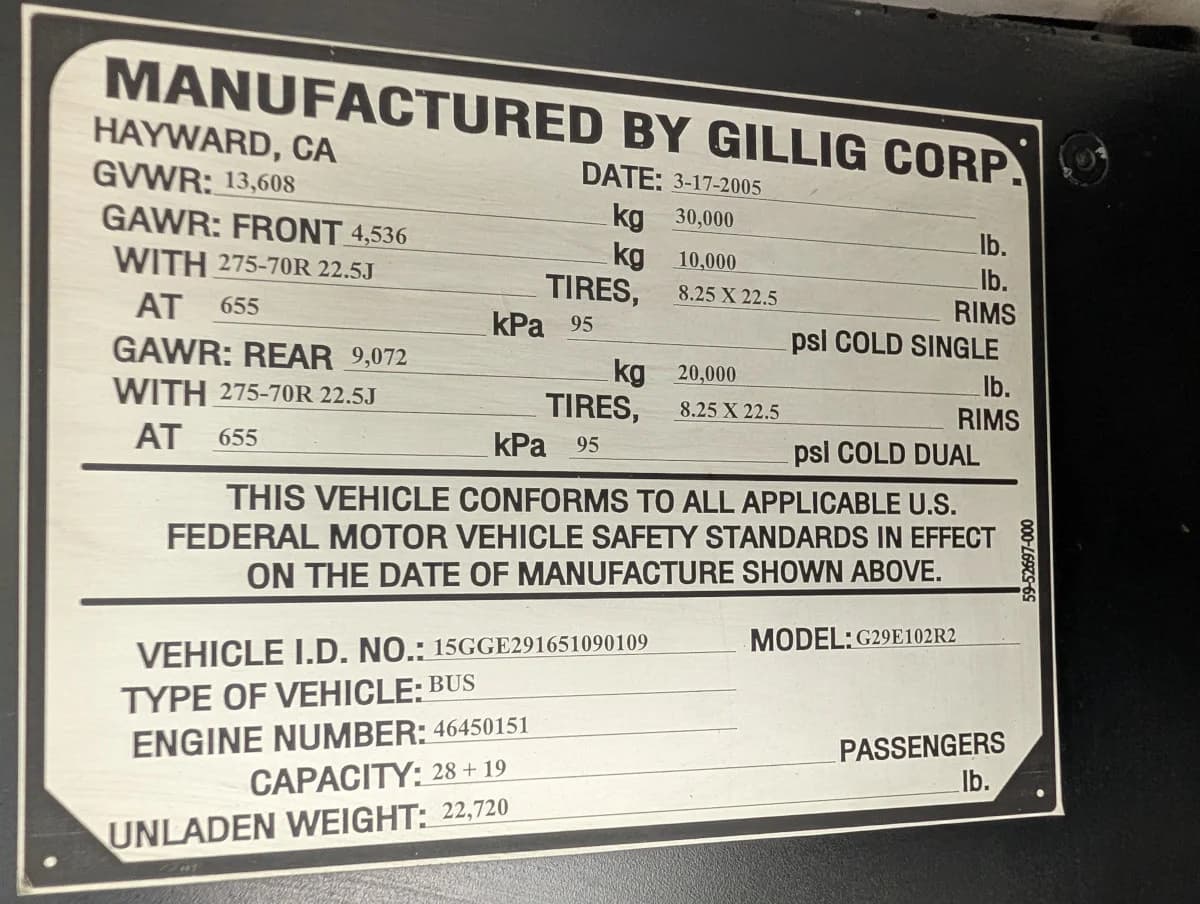 MANUFACTURED BY GILLIG CORP.
HAYWARD, CA DATE: 3-17-2005
GVWR: 13,608 kg 30,000 lb.
GAWR: FRONT 4,536 kg 10,000 lb.
WITH 275-70R 22.5J TIRES, 8.25 X 22.5 RIMS
AT 655 kPa 95 psI COLD SINGLE
GAWR: REAR 9,072 kg 20,000 lb.
WITH 275-70R 22.5J TIRES, 8.25 X 22.5 RIMS
AT 655 kPa 95 psI COLD DUAL
THIS VEHICLE CONFORMS TO ALL APPLICABLE U.S.
FEDERAL MOTOR VEHICLE SAFETY STANDARDS IN EFFECT
ON THE DATE OF MANUFACTURE SHOWN ABOVE.
59-52697-000
VEHICLE I.D. NO.: 15GGE291651090109 MODEL: G29E102R2
TYPE OF VEHICLE: BUS
ENGINE NUMBER: 46450151
CAPACITY: 28 + 19 PASSENGERS
UNLADEN WEIGHT: 22,720 lb.